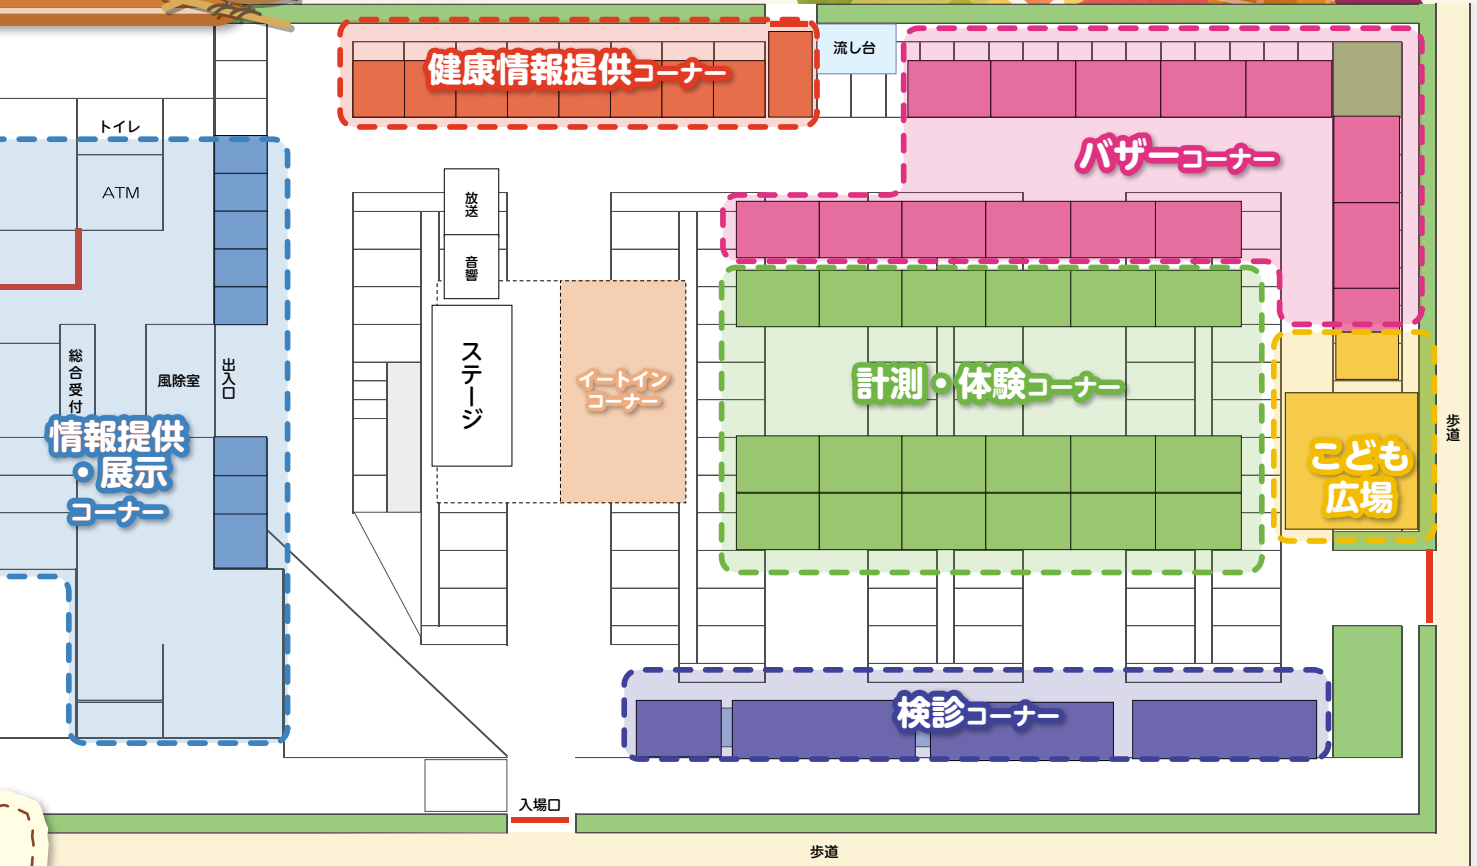 健康情報提供コーナー
流し台
バザーコーナー
トイレ
ATM
放送
音響
ステージ
イートイン
コーナー
計測・体験コーナー
総合受付
風除室
出入口
情報提供
・展示
コーナー
こども
広場
歩道
検診コーナー
入場口
歩道